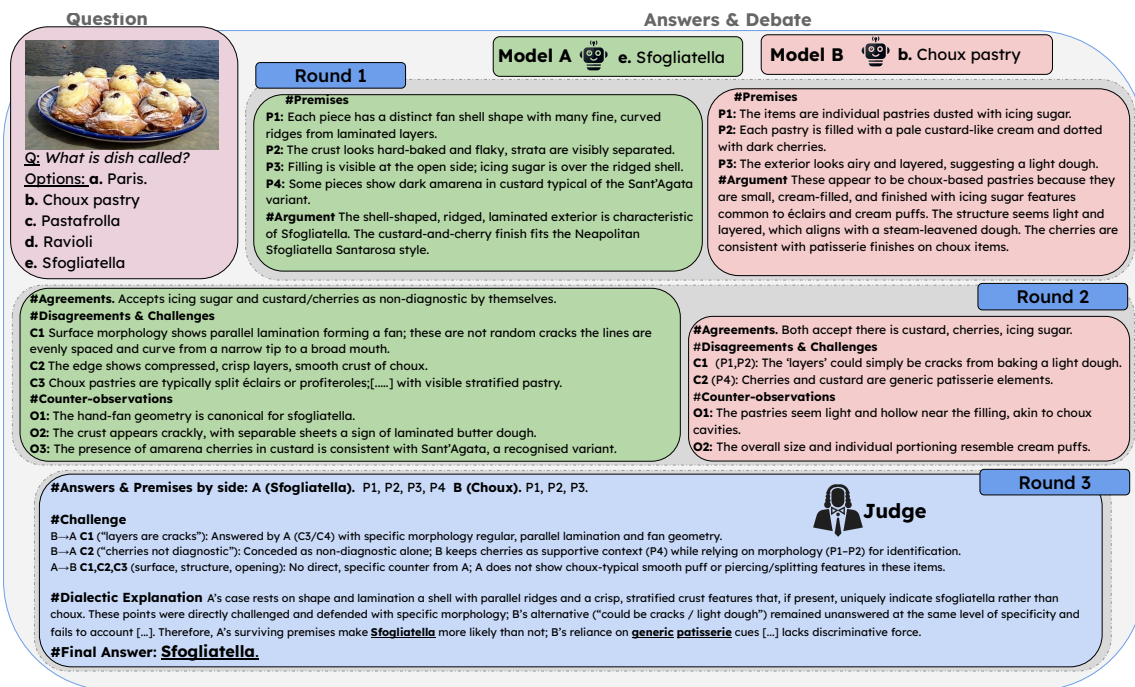 Question
Answers & Debate
Model A
e. Sfogliatella
Model B
b. Choux pastry
Q: What is dish called?
Options: a. Paris.
b. Choux pastry
c. Pastafrolla
d. Ravioli
e. Sfogliatella
Round 1
#Premises
P1: Each piece has a distinct fan shell shape with many fine, curved
ridges from laminated layers.
P2: The crust looks hard-baked and flaky, strata are visibly separated.
P3: Filling is visible at the open side; icing sugar is over the ridged shell.
P4: Some pieces show dark amarena in custard typical of the Sant'Agata
variant.
#Argument The shell-shaped, ridged, laminated exterior is characteristic
of Sfogliatella. The custard-and-cherry finish fits the Neapolitan
Sfogliatella Santarosa style.
#Premises
P1: The items are individual pastries dusted with icing sugar.
P2: Each pastry is filled with a pale custard-like cream and dotted
with dark cherries.
P3: The exterior looks airy and layered, suggesting a light dough.
#Argument These appear to be choux-based pastries because they
are small, cream-filled, and finished with icing sugar features
common to éclairs and cream puffs. The structure seems light and
layered, which aligns with a steam-leavened dough. The cherries are
consistent with patisserie finishes on choux items.
Round 2
#Agreements. Accepts icing sugar and custard/cherries as non-diagnostic by themselves.
#Disagreements & Challenges
C1 Surface morphology shows parallel lamination forming a fan; these are not random cracks the lines are
evenly spaced and curve from a narrow tip to a broad mouth.
C2 The edge shows compressed, crisp layers, smooth crust of choux.
C3 Choux pastries are typically split éclairs or profiteroles;[.....] with visible stratified pastry.
#Counter-observations
O1: The hand-fan geometry is canonical for sfogliatella.
O2: The crust appears crackly, with separable sheets a sign of laminated butter dough.
O3: The presence of amarena cherries in custard is consistent with Sant'Agata, a recognised variant.
#Agreements. Both accept there is custard, cherries, icing sugar.
#Disagreements & Challenges
C1 (P1,P2): The 'layers' could simply be cracks from baking a light dough.
C2 (P4): Cherries and custard are generic patisserie elements.
#Counter-observations
O1: The pastries seem light and hollow near the filling, akin to choux
cavities.
O2: The overall size and individual portioning resemble cream puffs.
Round 3
Judge
#Answers & Premises by side: A (Sfogliatella). P1, P2, P3, P4 B (Choux). P1, P2, P3.
#Challenge
B→A C1 ("layers are cracks"): Answered by A (C3/C4) with specific morphology regular, parallel lamination and fan geometry.
B→A C2 ("cherries not diagnostic"): Conceded as non-diagnostic alone; B keeps cherries as supportive context (P4) while relying on morphology (P1–P2) for identification.
A→B C1,C2,C3 (surface, structure, opening): No direct, specific counter from A; A does not show choux-typical smooth puff or piercing/splitting features in these items.
#Dialectic Explanation A's case rests on shape and lamination a shell with parallel ridges and a crisp, stratified crust features that, if present, uniquely indicate sfogliatella rather than
choux. These points were directly challenged and defended with specific morphology; B's alternative ("could be cracks / light dough") remained unanswered at the same level of specificity and
fails to account [...]. Therefore, A's surviving premises make Sfogliatella more likely than not; B's reliance on generic patisserie cues [...] lacks discriminative force.
#Final Answer: Sfogliatella.